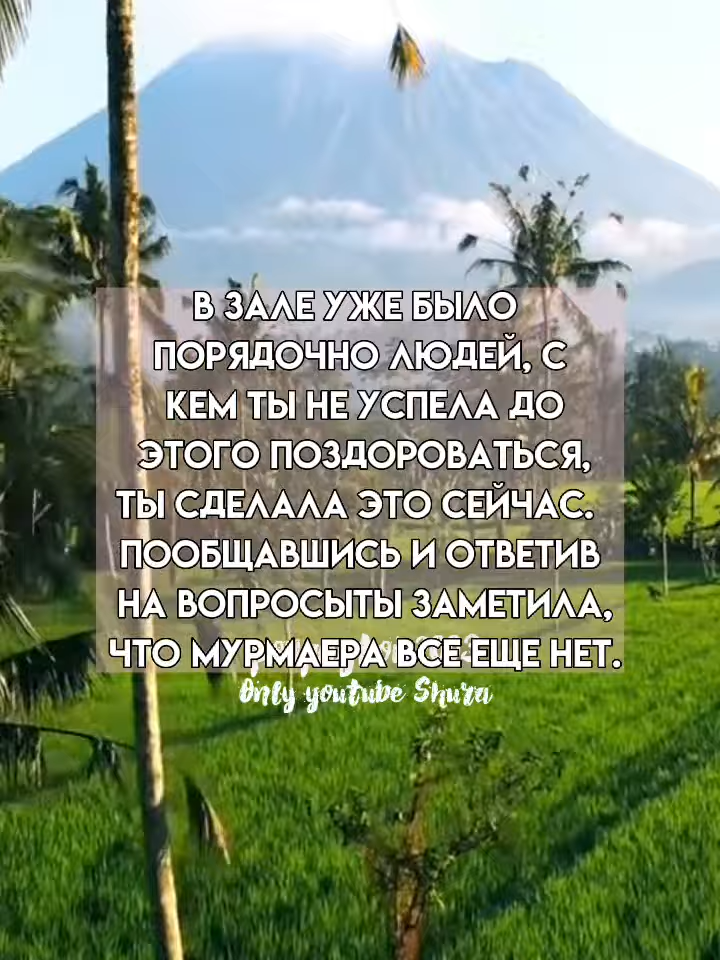 В ЗАЛЕ УЖЕ БЫЛО
ПОРЯДОЧНО ЛЮДЕЙ, С
КЕМ ТЫ НЕ УСПЕЛА ДО
ЭТОГО ПОЗДОРОВАТЬСЯ,
ТЫ СДЕЛАЛА ЭТО СЕЙЧАС.
ПООБЩАВШИСЬ И ОТВЕТИВ
НА ВОПРОСЫТЫ ЗАМЕТИЛА,
ЧТО МУРМАЕРА ВСЕ ЕЩЕ НЕТ.
Only youtube Shura